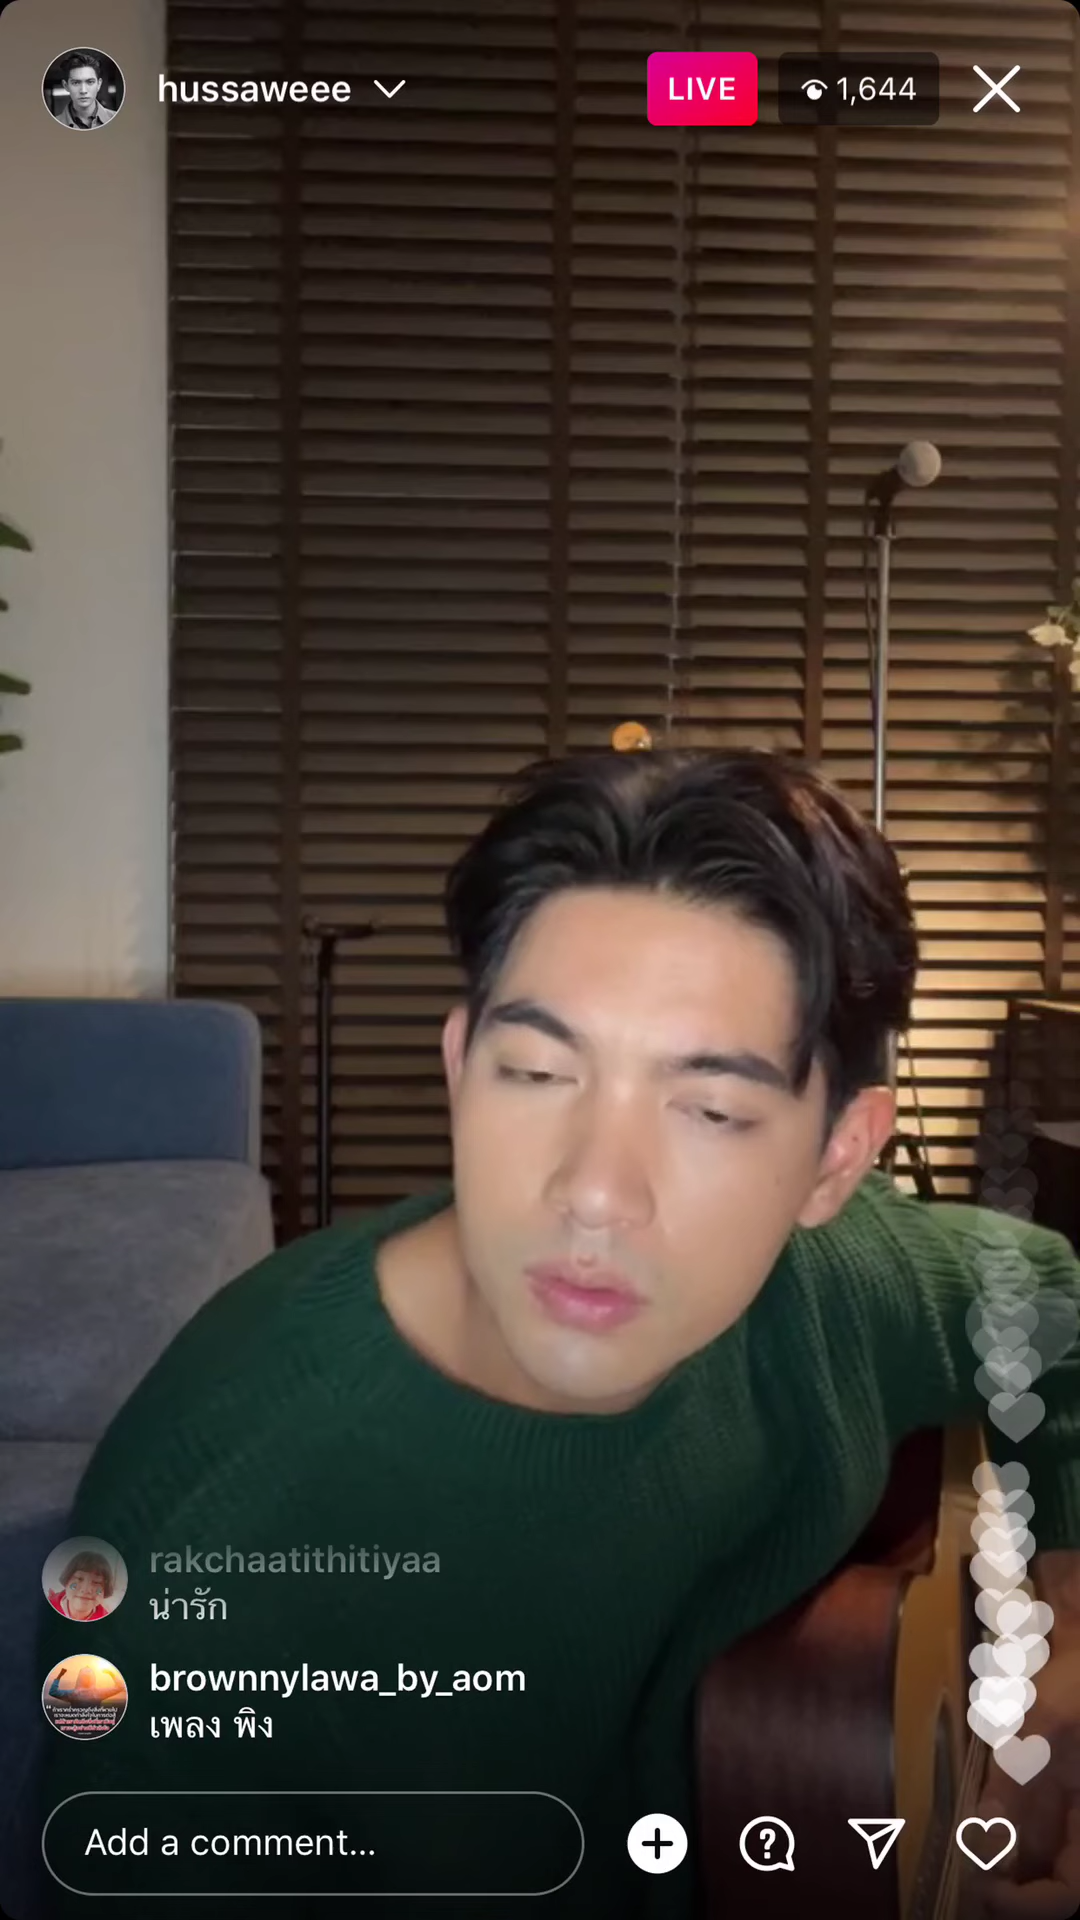 hussaweee
LIVE
1,644
rakchaatithitiyaa
น่ารัก
brownnylawa_by_aom
เพลง พิง
Add a comment...